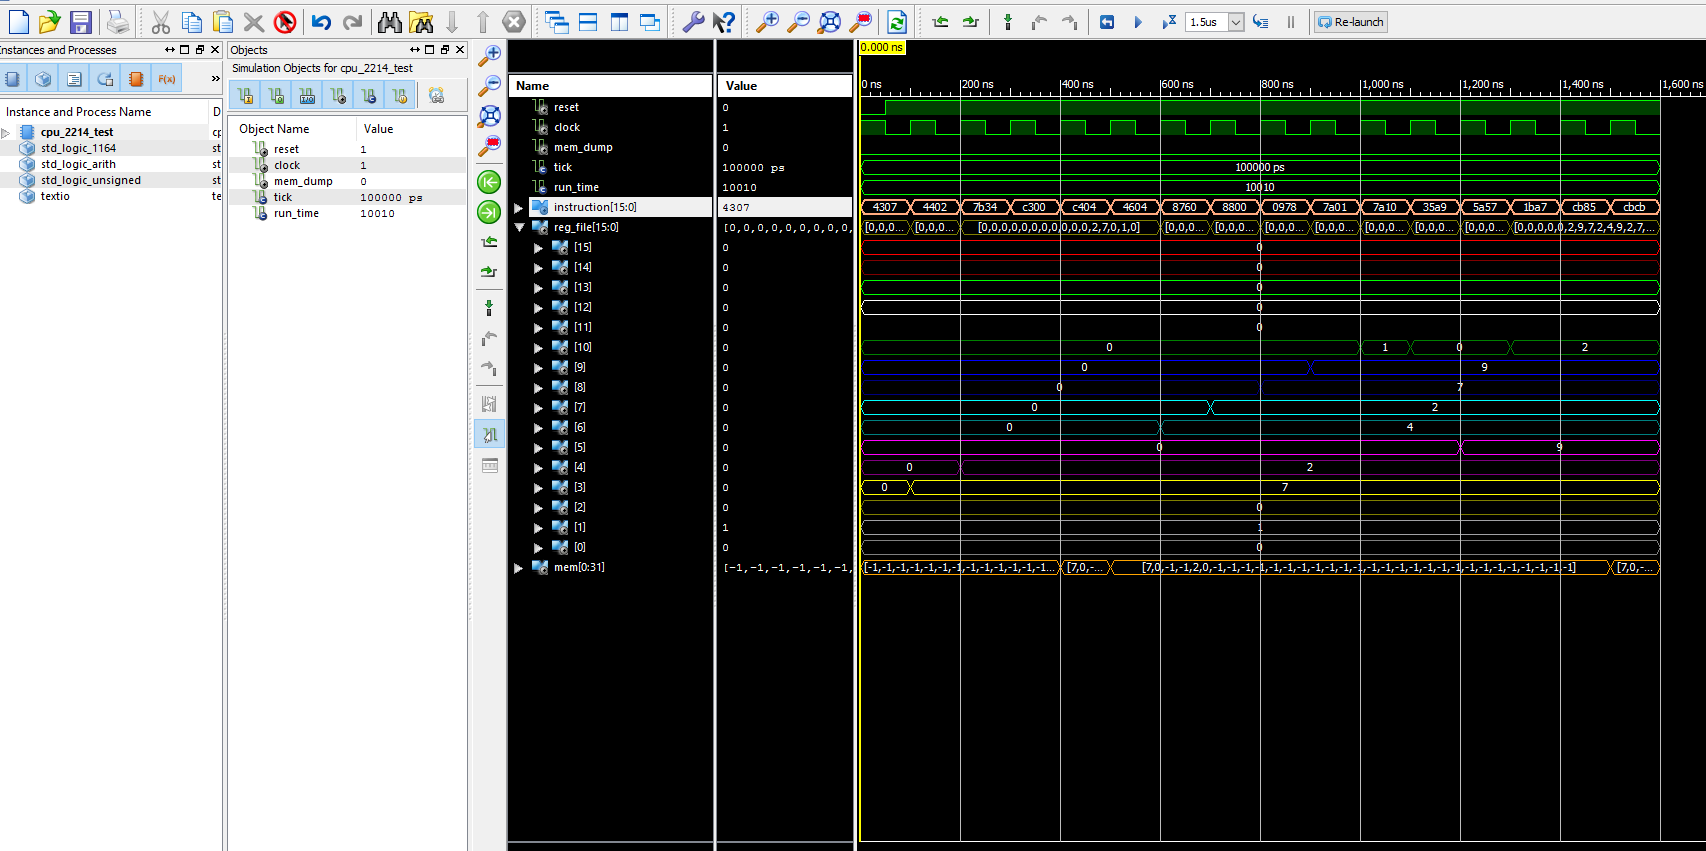 1.5us
Re-launch
Instances and Processes
F(x)
»
Instance and Process Name
D
cpu_2214_test
cp
std_logic_1164
st
std_logic_arith
st
std_logic_unsigned
st
textio
te
Objects
Simulation Objects for cpu_2214_test
Object Name
Value
reset
1
clock
1
mem_dump
0
tick
100000 ps
run_time
10010
Name
Value
0.000 ns
0 ns
200 ns
400 ns
600 ns
800 ns
1,000 ns
1,200 ns
1,400 ns
1,600 ns
reset
0
clock
1
mem_dump
0
tick
100000 ps
100000 ps
run_time
10010
10010
instruction[15:0]
4307
4307 4402 7b34 c300 c404 4604 8760 8800 0978 7a01 7a10 35a9 5a57 1ba7 cb85 cbcb
reg_file[15:0]
[0,0,0,0,0,0,0,0,0,
[0,0,0... [0,0,0... [0,0,0,0,0,0,0,0,0,0,0,2,7,0,1,0] [0,0,0... [0,0,0... [0,0,0... [0,0,0... [0,0,0... [0,0,0... [0,0,0... [0,0,0,0,0,2,9,7,2,4,9,2,7,...
[15]
0
0
[14]
0
0
[13]
0
0
[12]
0
0
[11]
0
0
[10]
0
0 1 0 2
[9]
0
0 9
[8]
0
0 7
[7]
0
0 2
[6]
0
0 4
[5]
0
0 9
[4]
0
0 2
[3]
0
0 7
[2]
0
0
[1]
1
1
[0]
0
0
mem[0:31]
[-1,-1,-1,-1,-1,-1,
[-1,-1,-1,-1,-1,-1,-1,-1,-1,-1,-1,-1... [7,0,-... [7,0,-1,-1,2,0,-1,-1,-1,-1,-1,-1,-1,-1,-1,-1,-1,-1,-1,-1,-1,-1,-1,-1,-1,-1,-1] [7,0,-...